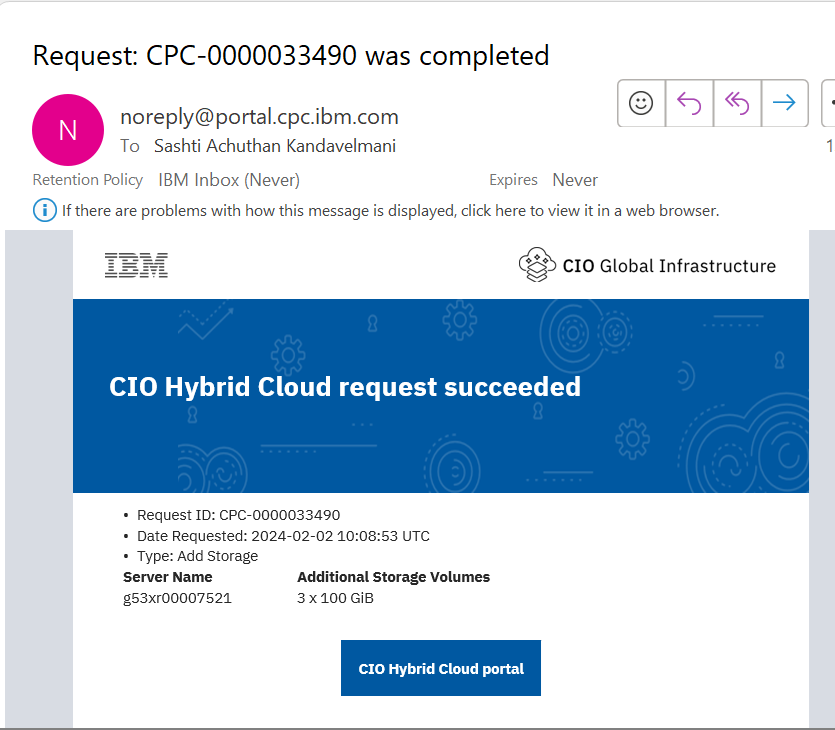 Request: CPC-0000033490 was completed
N
noreply@portal.cpc.ibm.com
To Sashti Achuthan Kandavelmani
1
Retention Policy IBM Inbox (Never) Expires Never
If there are problems with how this message is displayed, click here to view it in a web browser.
IBM CIO Global Infrastructure
CIO Hybrid Cloud request succeeded
• Request ID: CPC-0000033490
• Date Requested: 2024-02-02 10:08:53 UTC
• Type: Add Storage
Server Name Additional Storage Volumes
g53xr00007521 3 x 100 GiB
CIO Hybrid Cloud portal